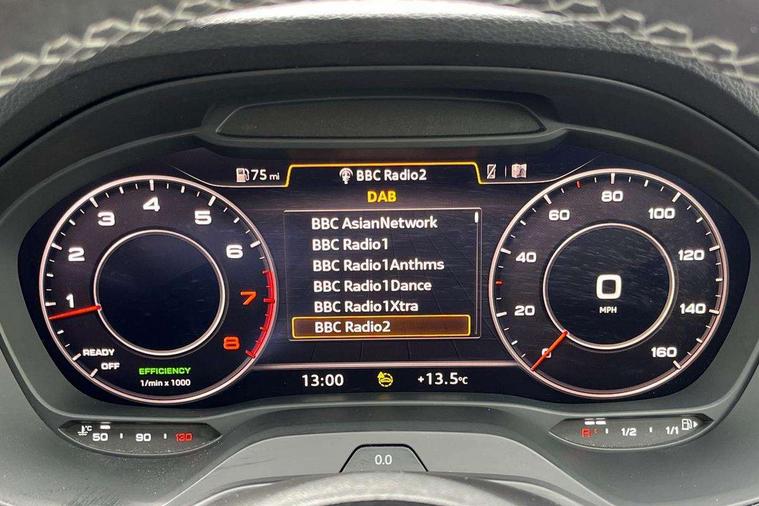 75 mi
BBC Radio2
DAB
BBC AsianNetwork
BBC Radio1
BBC Radio1Anthms
BBC Radio1Dance
BBC Radio1Xtra
BBC Radio2
1
2
3
4
5
6
7
8
READY
OFF
EFFICIENCY
1/min x 1000
0
20
40
60
80
100
120
140
160
0
MPH
13:00
+13.5°C
°C
50 90 130
R 1/2 1/1
0.0